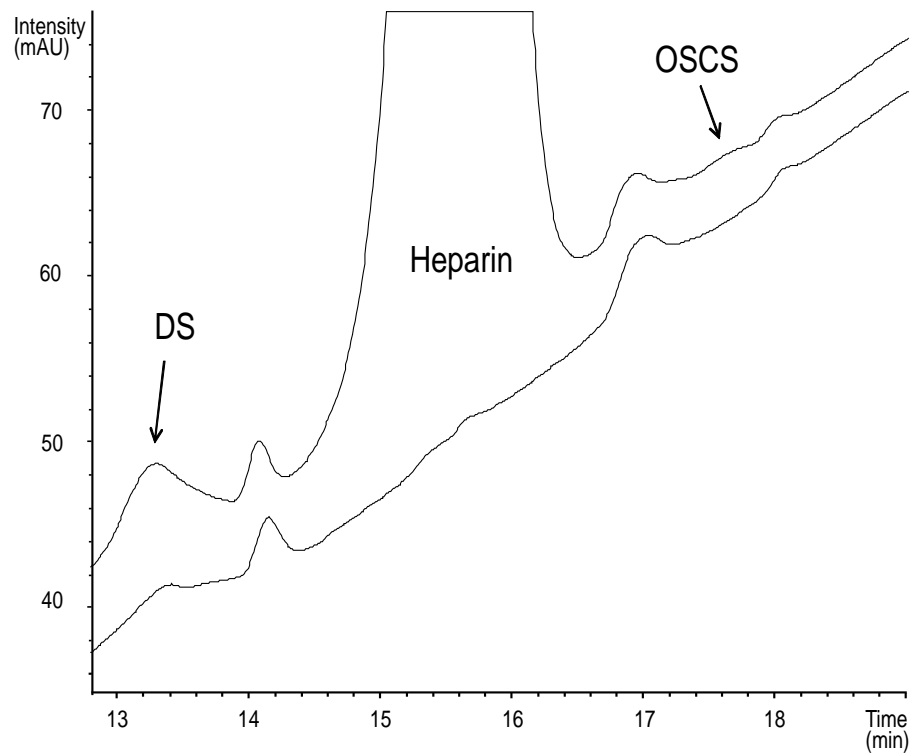 Intensity
(mAU)
OSCS
70
Heparin
60
DS
50
40
13 14 15 16 17 18 Time
(min)